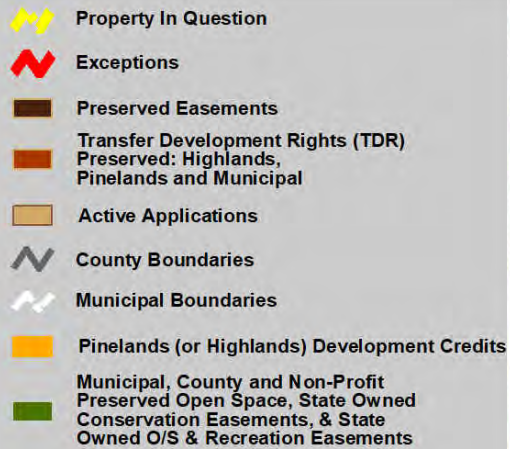 Property In Question
Exceptions
Preserved Easements
Transfer Development Rights (TDR)
Preserved: Highlands,
Pinelands and Municipal
Active Applications
County Boundaries
Municipal Boundaries
Pinelands (or Highlands) Development Credits
Municipal, County and Non-Profit
Preserved Open Space, State Owned
Conservation Easements, & State
Owned O/S & Recreation Easements